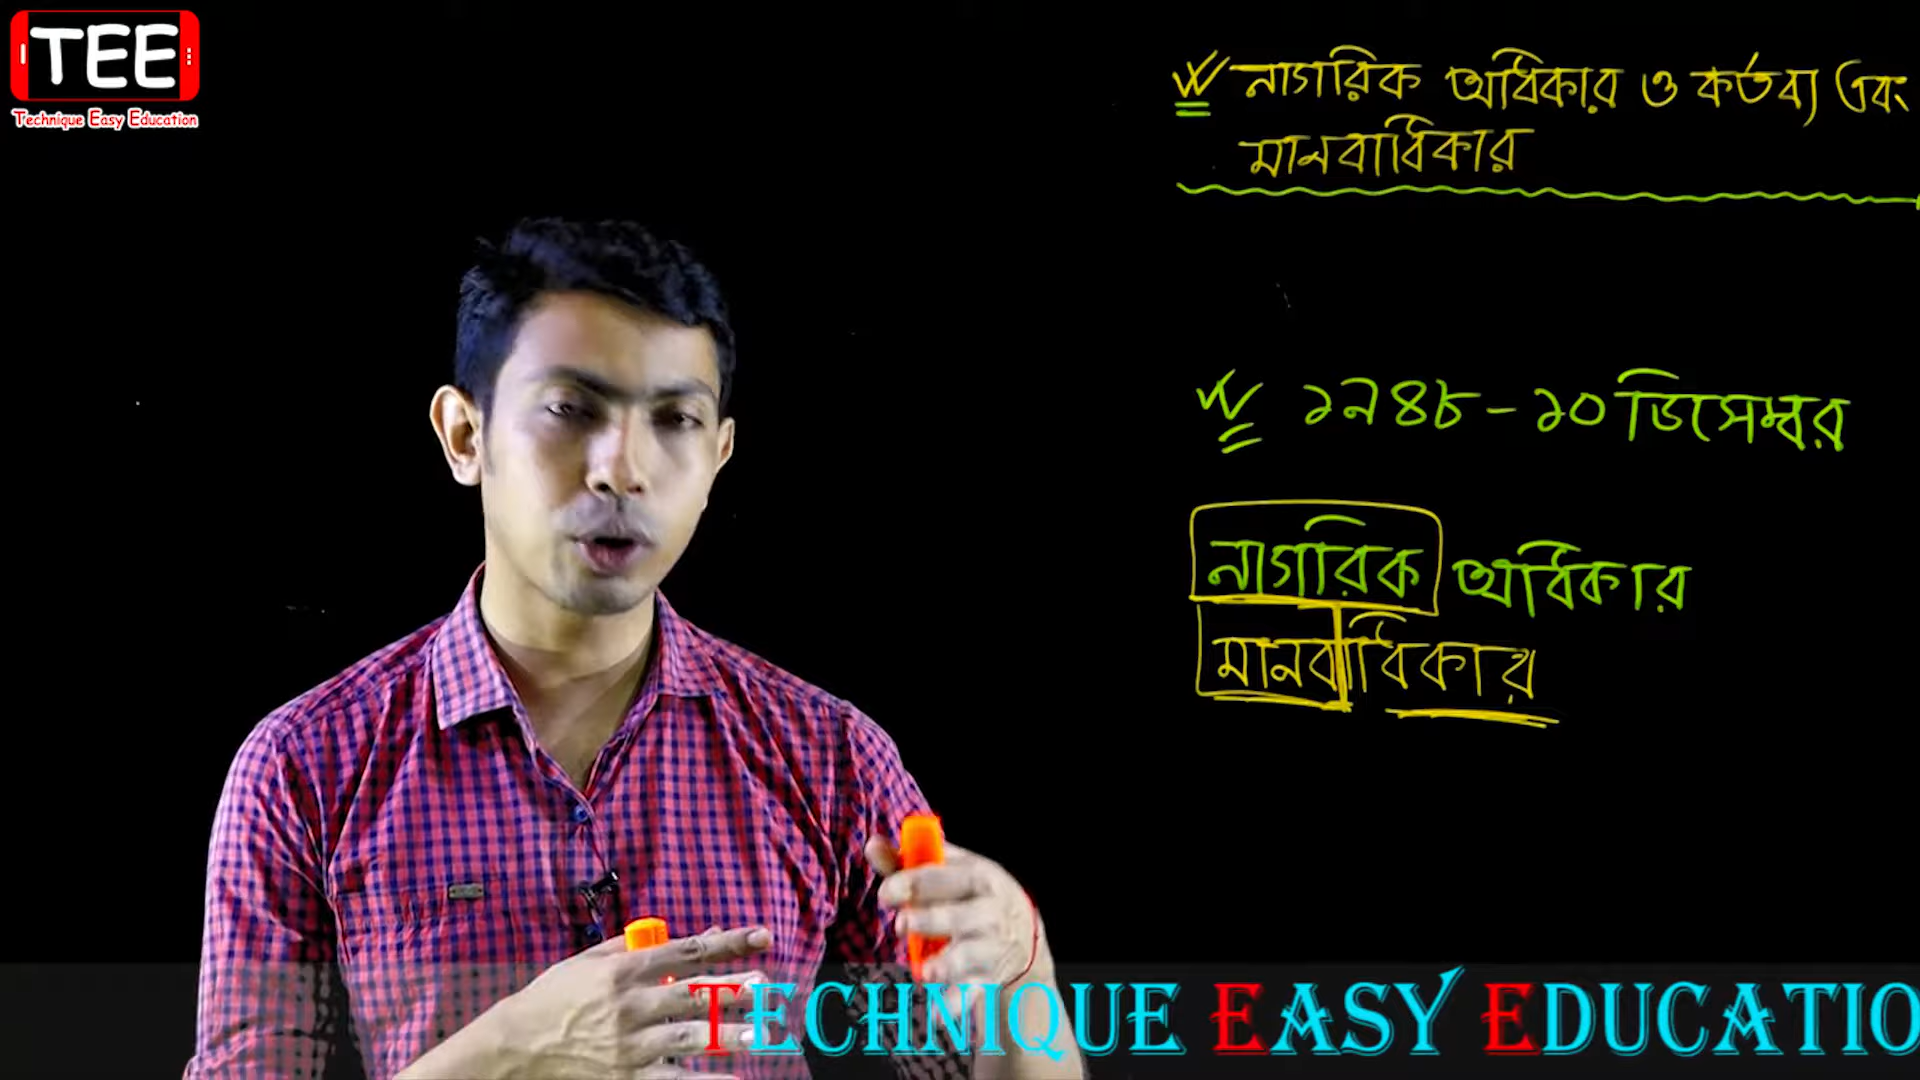 TEE
Technique Easy Education
নাগরিক অধিকার ও কর্তব্য এবং
মানবাধিকার
১৯৪৮-১০ ডিসেম্বর
নাগরিক অধিকার
মানবাধিকার
TECHNIQUE EASY EDUCATIO